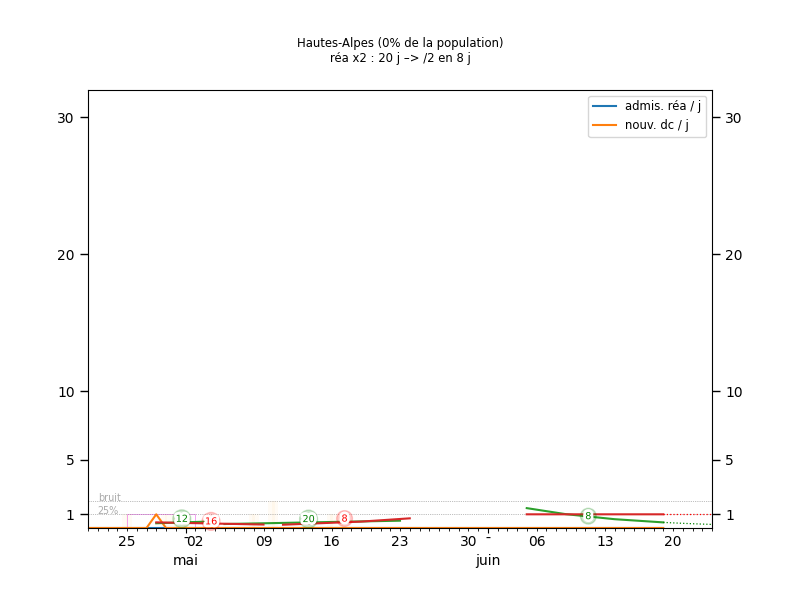 Hautes-Alpes (0% de la population)
réa x2 : 20 j –> /2 en 8 j
admis. réa / j
nouv. dc / j
30 30
20 20
10 10
5 5
bruit
25%
1 1
12 16 20 8 8
25 02 09 16 23 30 06 13 20
mai juin